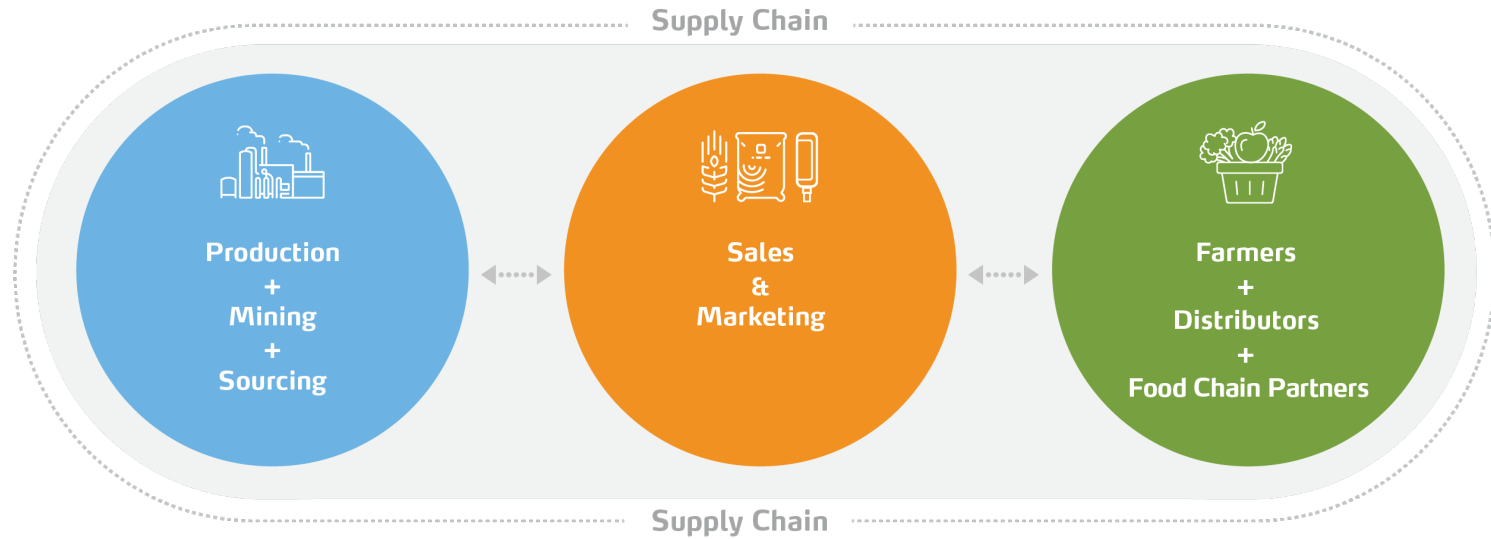 Supply Chain
Production
+
Mining
+
Sourcing
Sales
&
Marketing
Farmers
+
Distributors
+
Food Chain Partners
Supply Chain